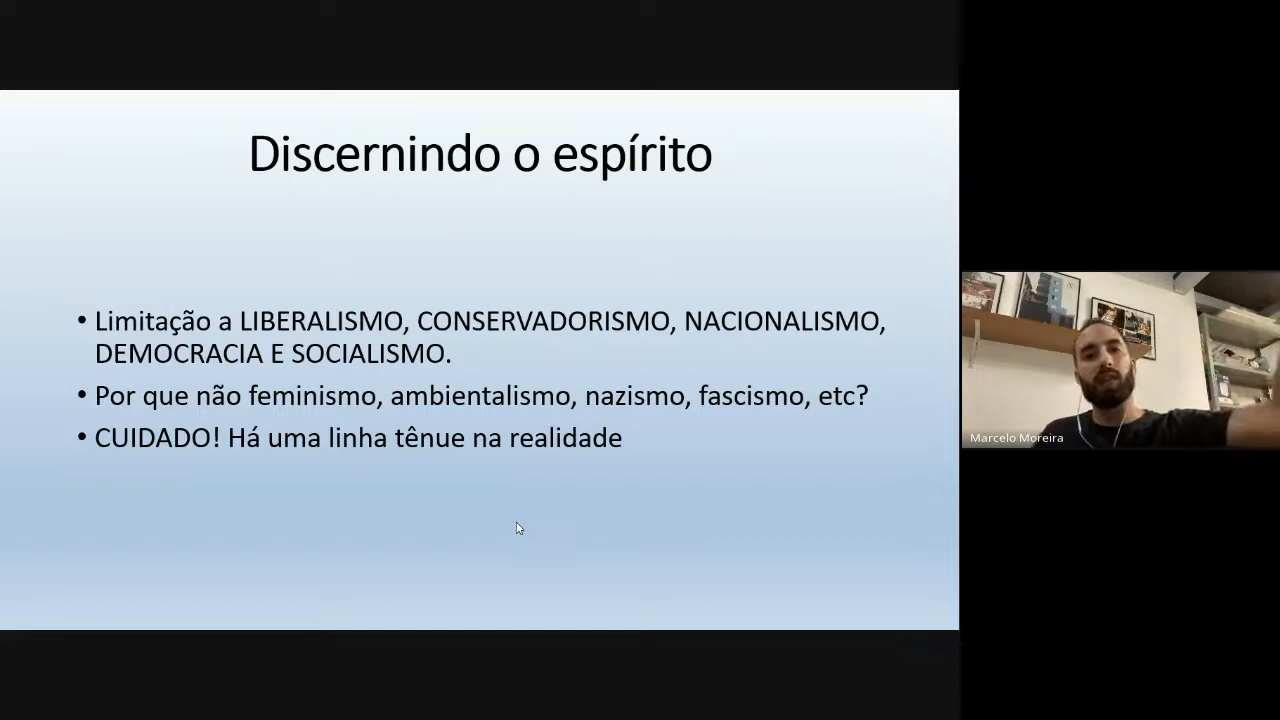 Discernindo o espírito
• Limitação a LIBERALISMO, CONSERVADORISMO, NACIONALISMO,
DEMOCRACIA E SOCIALISMO.
• Por que não feminismo, ambientalismo, nazismo, fascismo, etc?
• CUIDADO! Há uma linha tênue na realidade
Marcelo Moreira